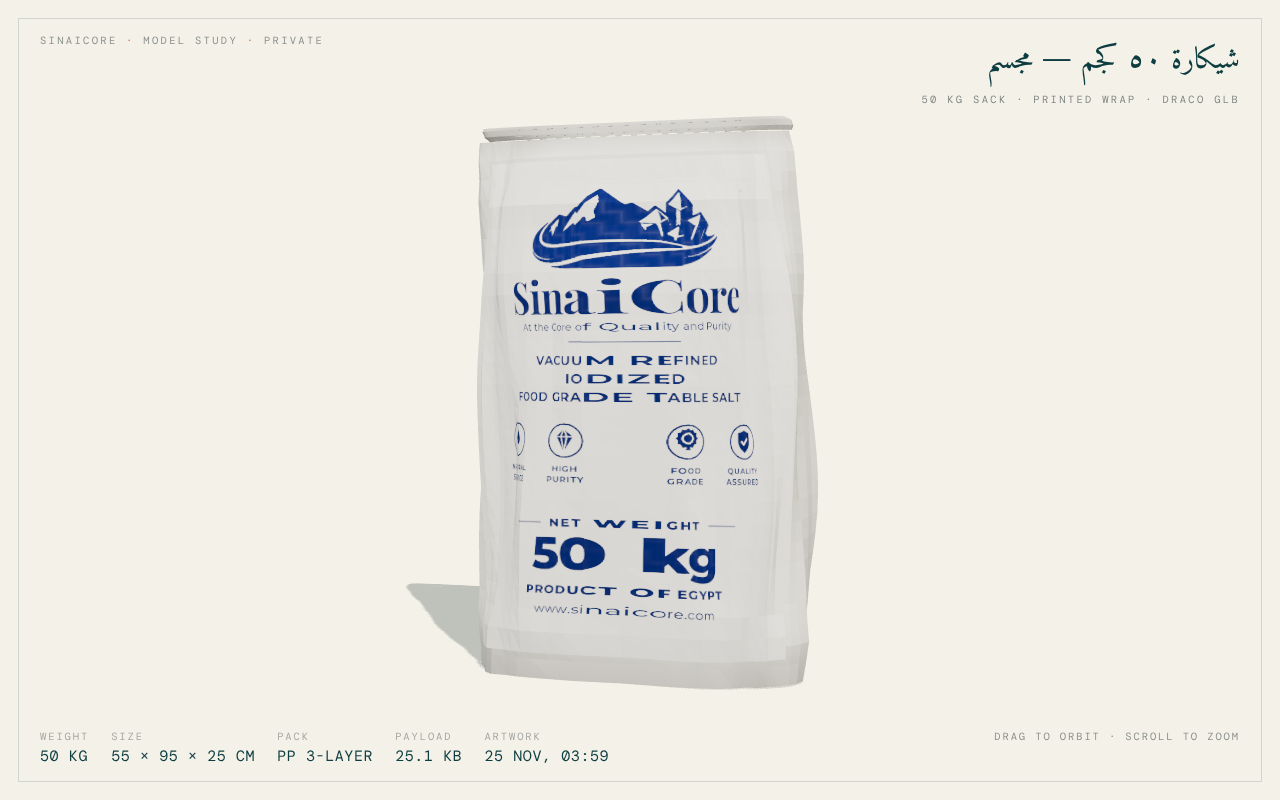 SINAICORE · MODEL STUDY · PRIVATE
شيكارة ٥٠ كجم — مجسم
50 KG SACK · PRINTED WRAP · DRACO GLB
SinaiCore
At the Core of Quality and Purity
VACUUM REFINED
IODIZED
FOOD GRADE TABLE SALT
HIGH PURITY
FOOD GRADE
QUALITY ASSURED
NET WEIGHT
50 kg
PRODUCT OF EGYPT
www.sinaicore.com
WEIGHT
50 KG
SIZE
55 × 95 × 25 CM
PACK
PP 3-LAYER
PAYLOAD
25.1 KB
ARTWORK
25 NOV, 03:59
DRAG TO ORBIT · SCROLL TO ZOOM